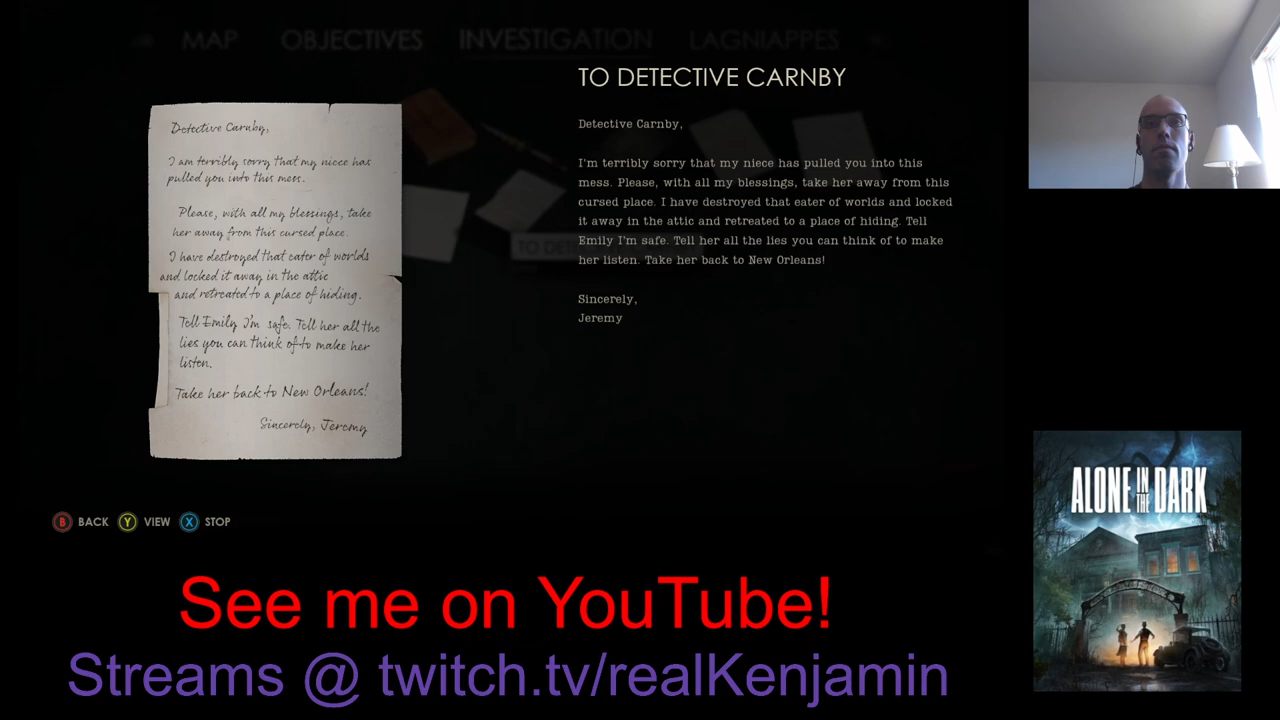 MAP OBJECTIVES INVESTIGATION LAGNIAPPES
TO DETECTIVE CARNBY
Detective Carnby,
I am terribly sorry that my niece has
pulled you into this mess.
Please, with all my blessings, take
her away from this cursed place.
I have destroyed that eater of worlds
and locked it away in the attic
and retreated to a place of hiding.
Tell Emily I'm safe. Tell her all the
lies you can think of to make her
listen.
Take her back to New Orleans!
Sincerely, Jeremy
Detective Carnby,
I'm terribly sorry that my niece has pulled you into this
mess. Please, with all my blessings, take her away from this
cursed place. I have destroyed that eater of worlds and locked
it away in the attic and retreated to a place of hiding. Tell
Emily I'm safe. Tell her all the lies you can think of to make
her listen. Take her back to New Orleans!
Sincerely,
Jeremy
B BACK Y VIEW X STOP
ALONE IN THE DARK
See me on YouTube!
Streams @ twitch.tv/realKenjamin